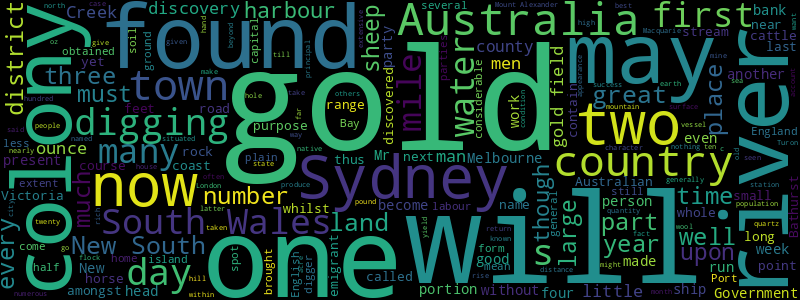 found
gold
will
one
colony
river
Sydney
may
two
now
Australia
first
country
digging
town
many
South Wales
New South
day
harbour
discovery
water
mile
sheep
great
place
land
number
year
part
upon
time
large
though
three
must
much
district
every
Creek
ounce
present
course
Victoria
extent
come
half
New
horse
amongst
head
island
home
coast
rock
road
feet
yet
obtained
ground
soil
capital
purpose
range
Bay
plain
state
thus
Mr
next
man
Melbourne
become
labour
whilst
name
called
portion
without
four
little
emigrant
English
digger
brought
spot
party
discovered
several
county
men
work
considerable
gold field
contain
stream
bank
near
cattle
last
another
even
England
Turon
Australian
still
person
whole
small
general
form
good
mean
made
well
run
Port
long
week
point
Government
ship
month
station
population
quartz
Bathurst
Macquarie
Mount Alexander
people
north
oz
less
nearly
city
twenty
flock
go
hill
within
London
latter
taken
produce
native
hole
others
take
far
till
principal
extensive
beyond
given
hand
make
give
hundred
named
situated
pound
yield
return
known
distance
quantity
fact
might
character
nothing
ten
vessel
mountain
surface
earth
success
appearance
condition
high
best
mine
want
sea
old
seen
generally
rich
parties